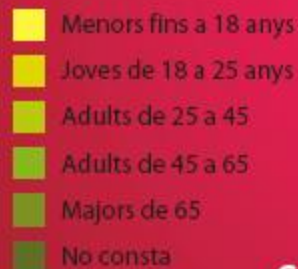 Menors fins a 18 anys
Joves de 18 a 25 anys
Adults de 25 a 45
Adults de 45 a 65
Majors de 65
No consta